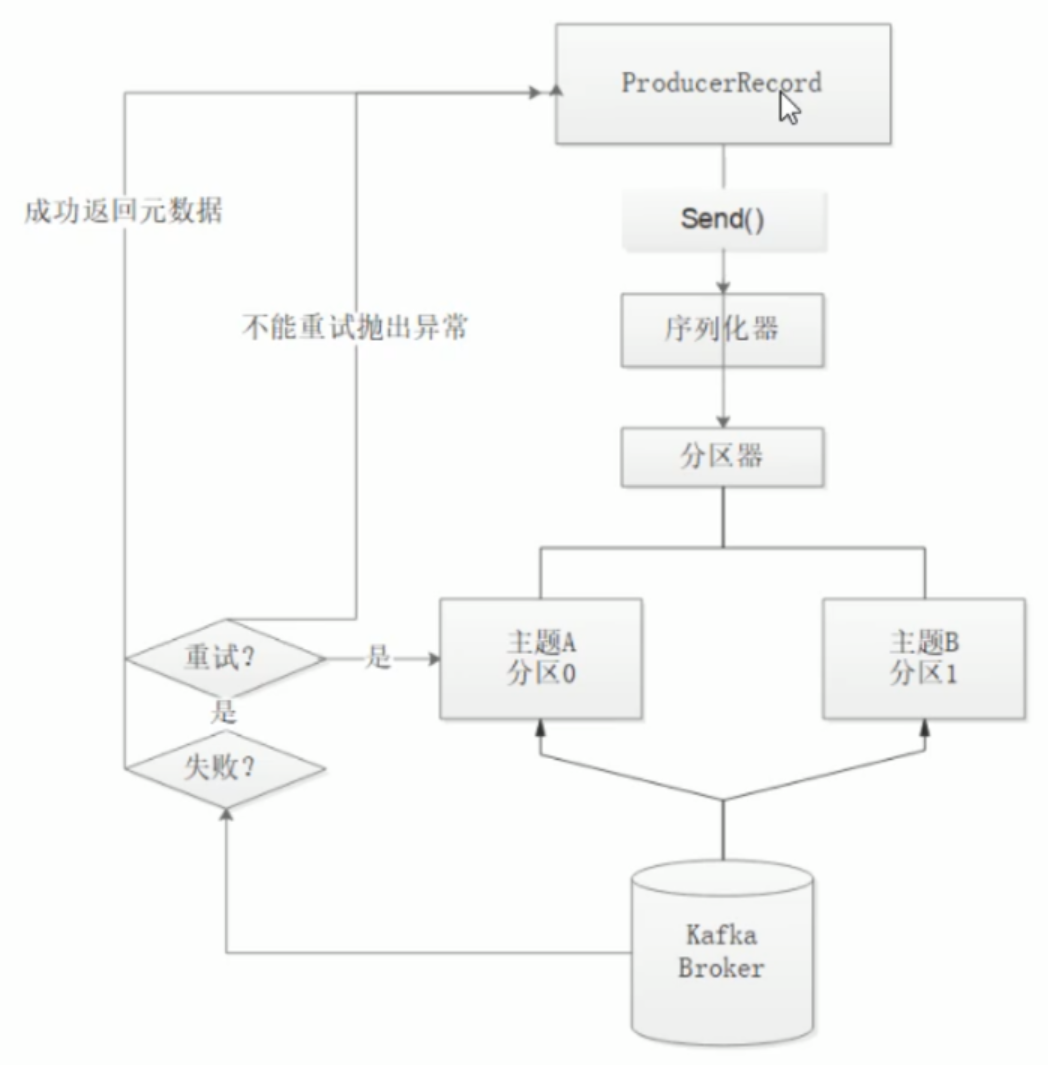 ProducerRecord
成功返回元数据
Send()
不能重试抛出异常
序列化器
分区器
重试?
是
主题A
分区0
主题B
分区1
是
失败?
Kafka
Broker